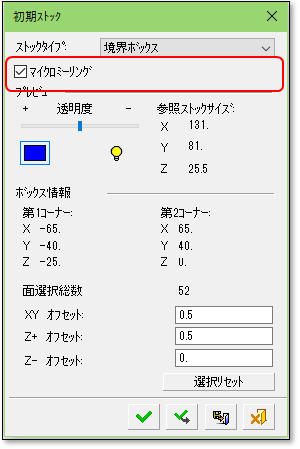 初期ストック
ストックタイプ: 境界ボックス
マイクロミーリング
プレビュー
+ 透明度 - 参照ストックサイズ:
X 131.
Y 81.
Z 25.5
ボックス情報
第1コーナー: 第2コーナー:
X -65. X 65.
Y -40. Y 40.
Z -25. Z 0.
面選択総数 52
XY オフセット: 0.5
Z+ オフセット: 0.5
Z- オフセット: 0.
選択リセット